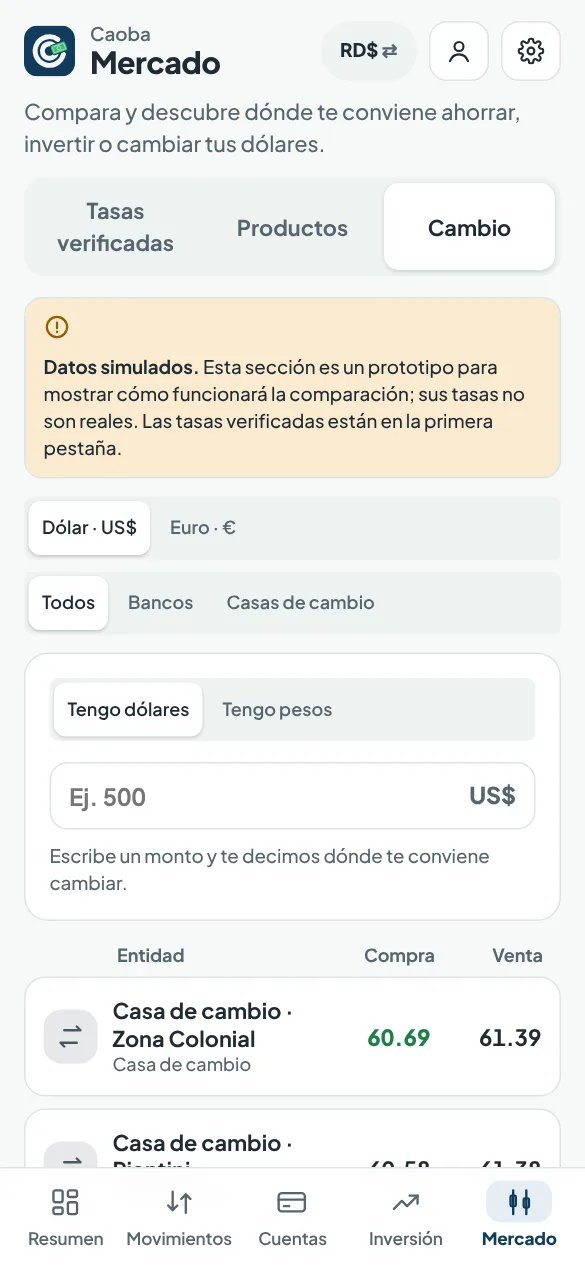 Caoba
Mercado
RD$ ⇄
Compara y descubre dónde te conviene ahorrar,
invertir o cambiar tus dólares.
Tasas
verificadas
Productos
Cambio
Datos simulados. Esta sección es un prototipo para
mostrar cómo funcionará la comparación; sus tasas no
son reales. Las tasas verificadas están en la primera
pestaña.
Dólar · US$
Euro · €
Todos
Bancos
Casas de cambio
Tengo dólares
Tengo pesos
Ej. 500
US$
Escribe un monto y te decimos dónde te conviene
cambiar.
Entidad
Compra
Venta
Casa de cambio ·
Zona Colonial
Casa de cambio
60.69
61.39
Casa de cambio ·
Resumen
Movimientos
Cuentas
Inversión
Mercado